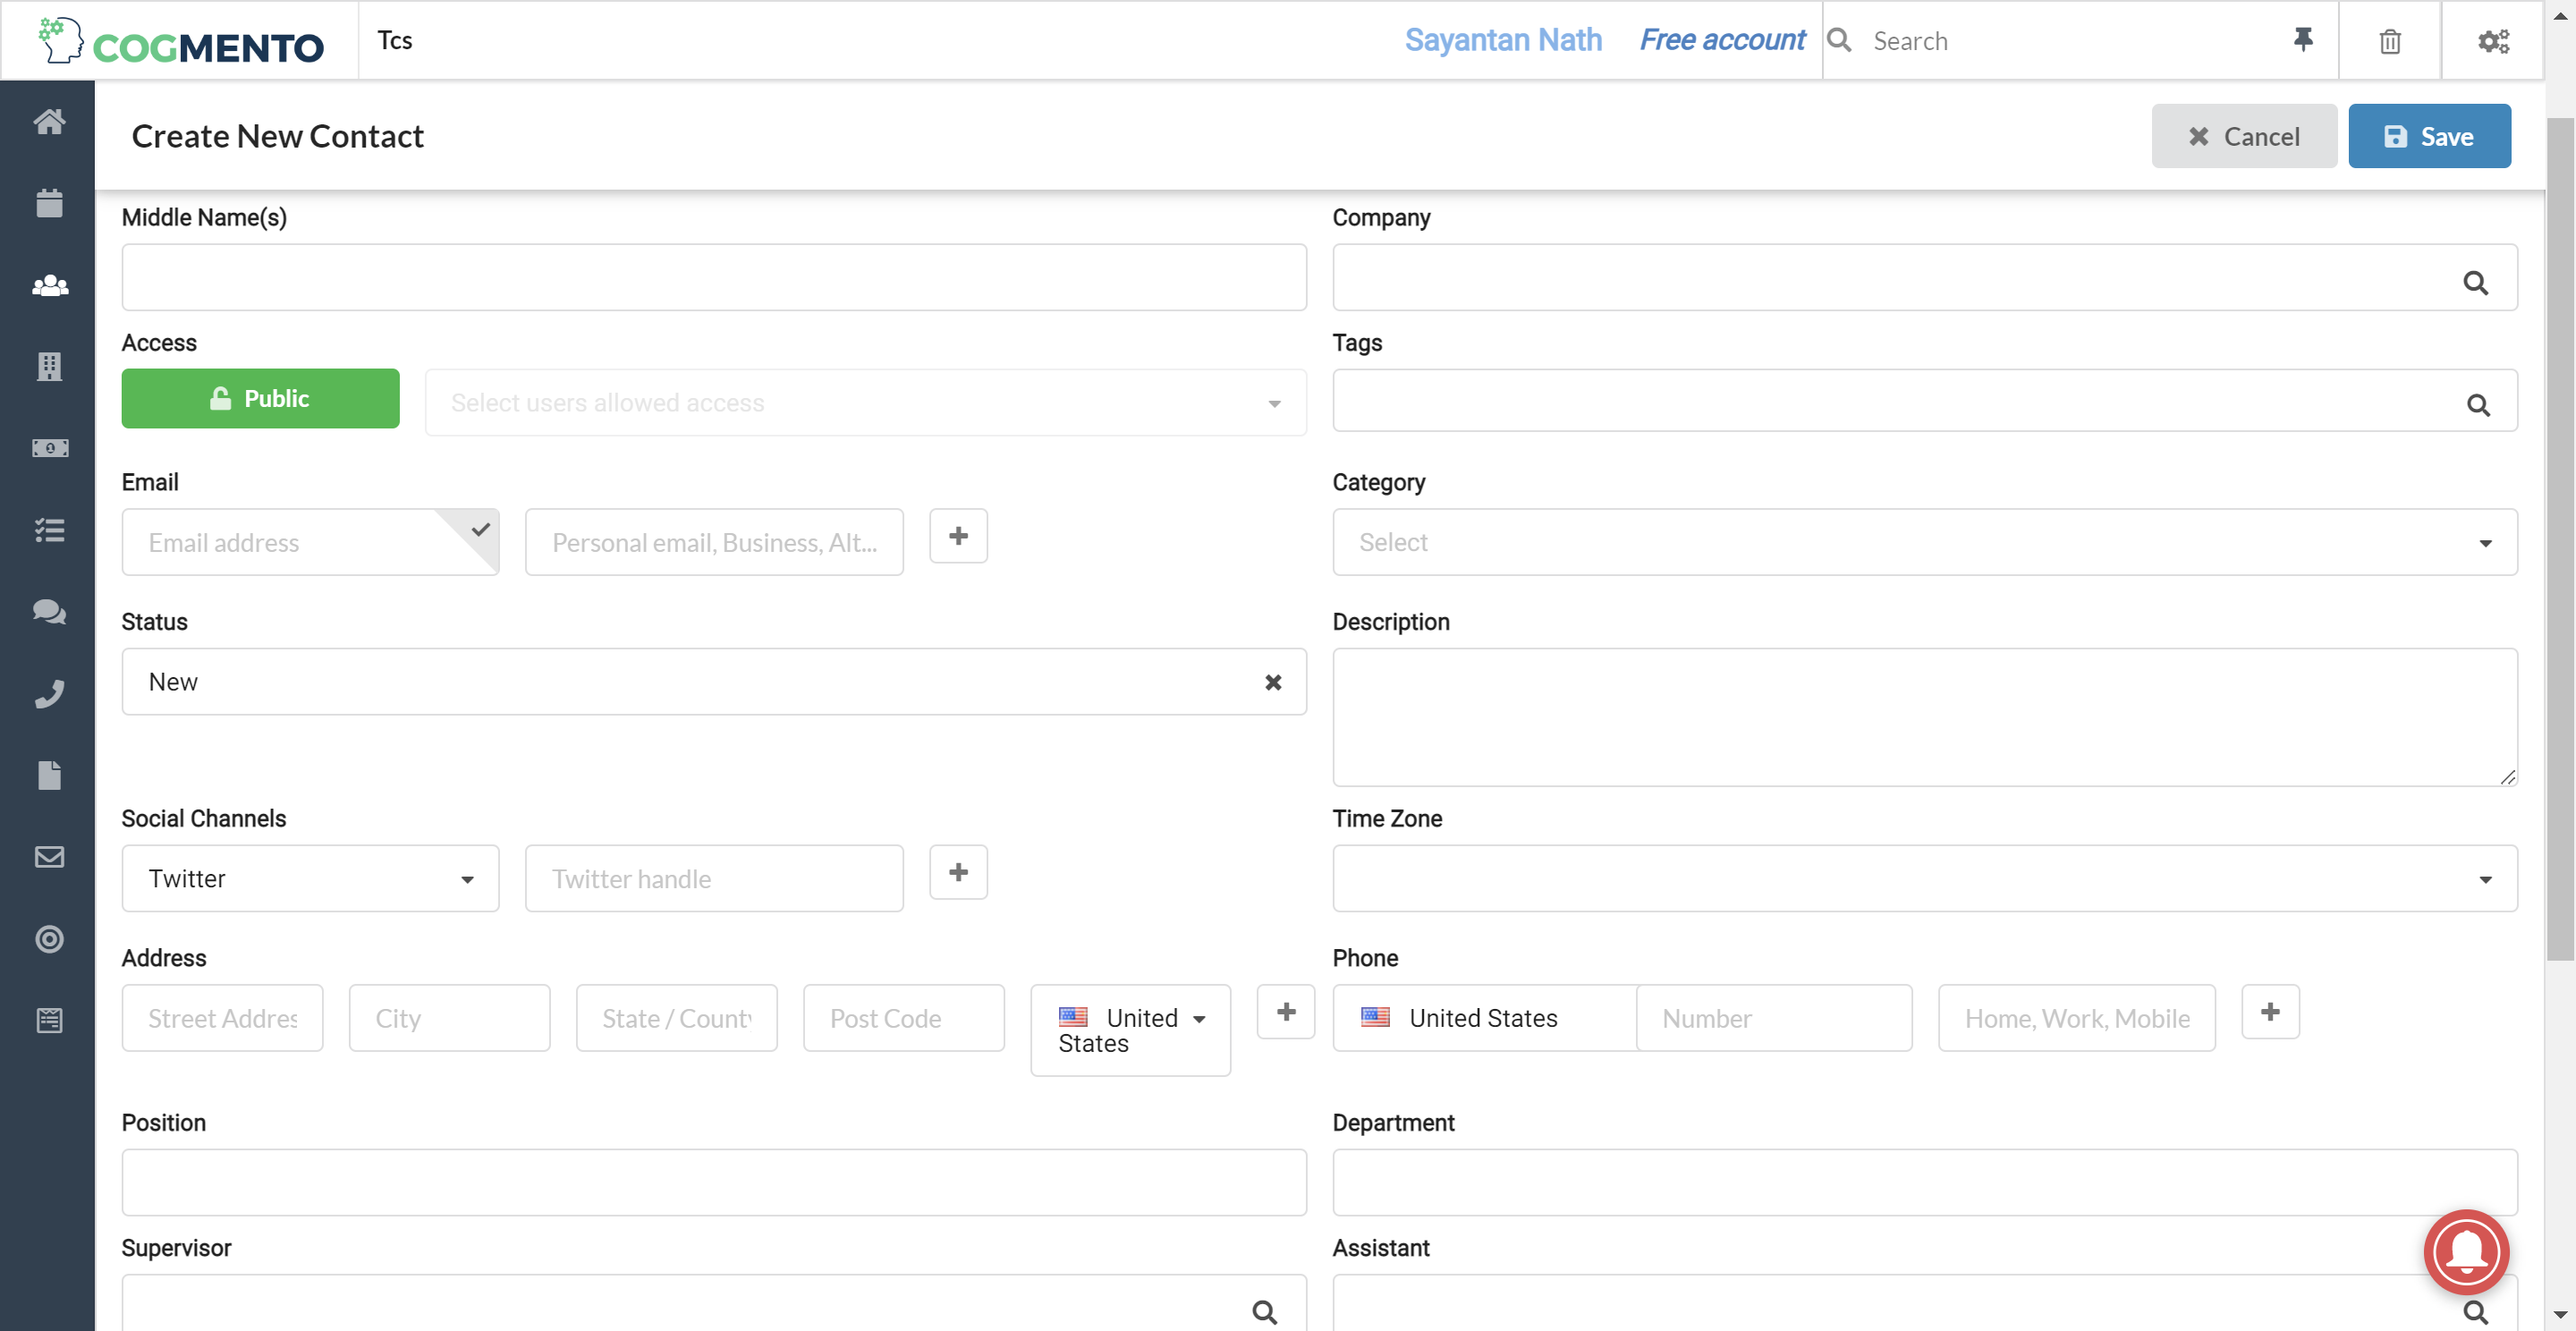 COGMENTO
Tcs
Sayantan Nath
Free account
Search
Create New Contact
Cancel
Save
Middle Name(s)
Company
Access
Tags
Public
Select users allowed access
Email
Category
Email address
Personal email, Business, Alt...
Select
Status
Description
New
Social Channels
Time Zone
Twitter
Twitter handle
Address
Phone
Street Addres
City
State / County
Post Code
United
States
United States
Number
Home, Work, Mobile
Position
Department
Supervisor
Assistant